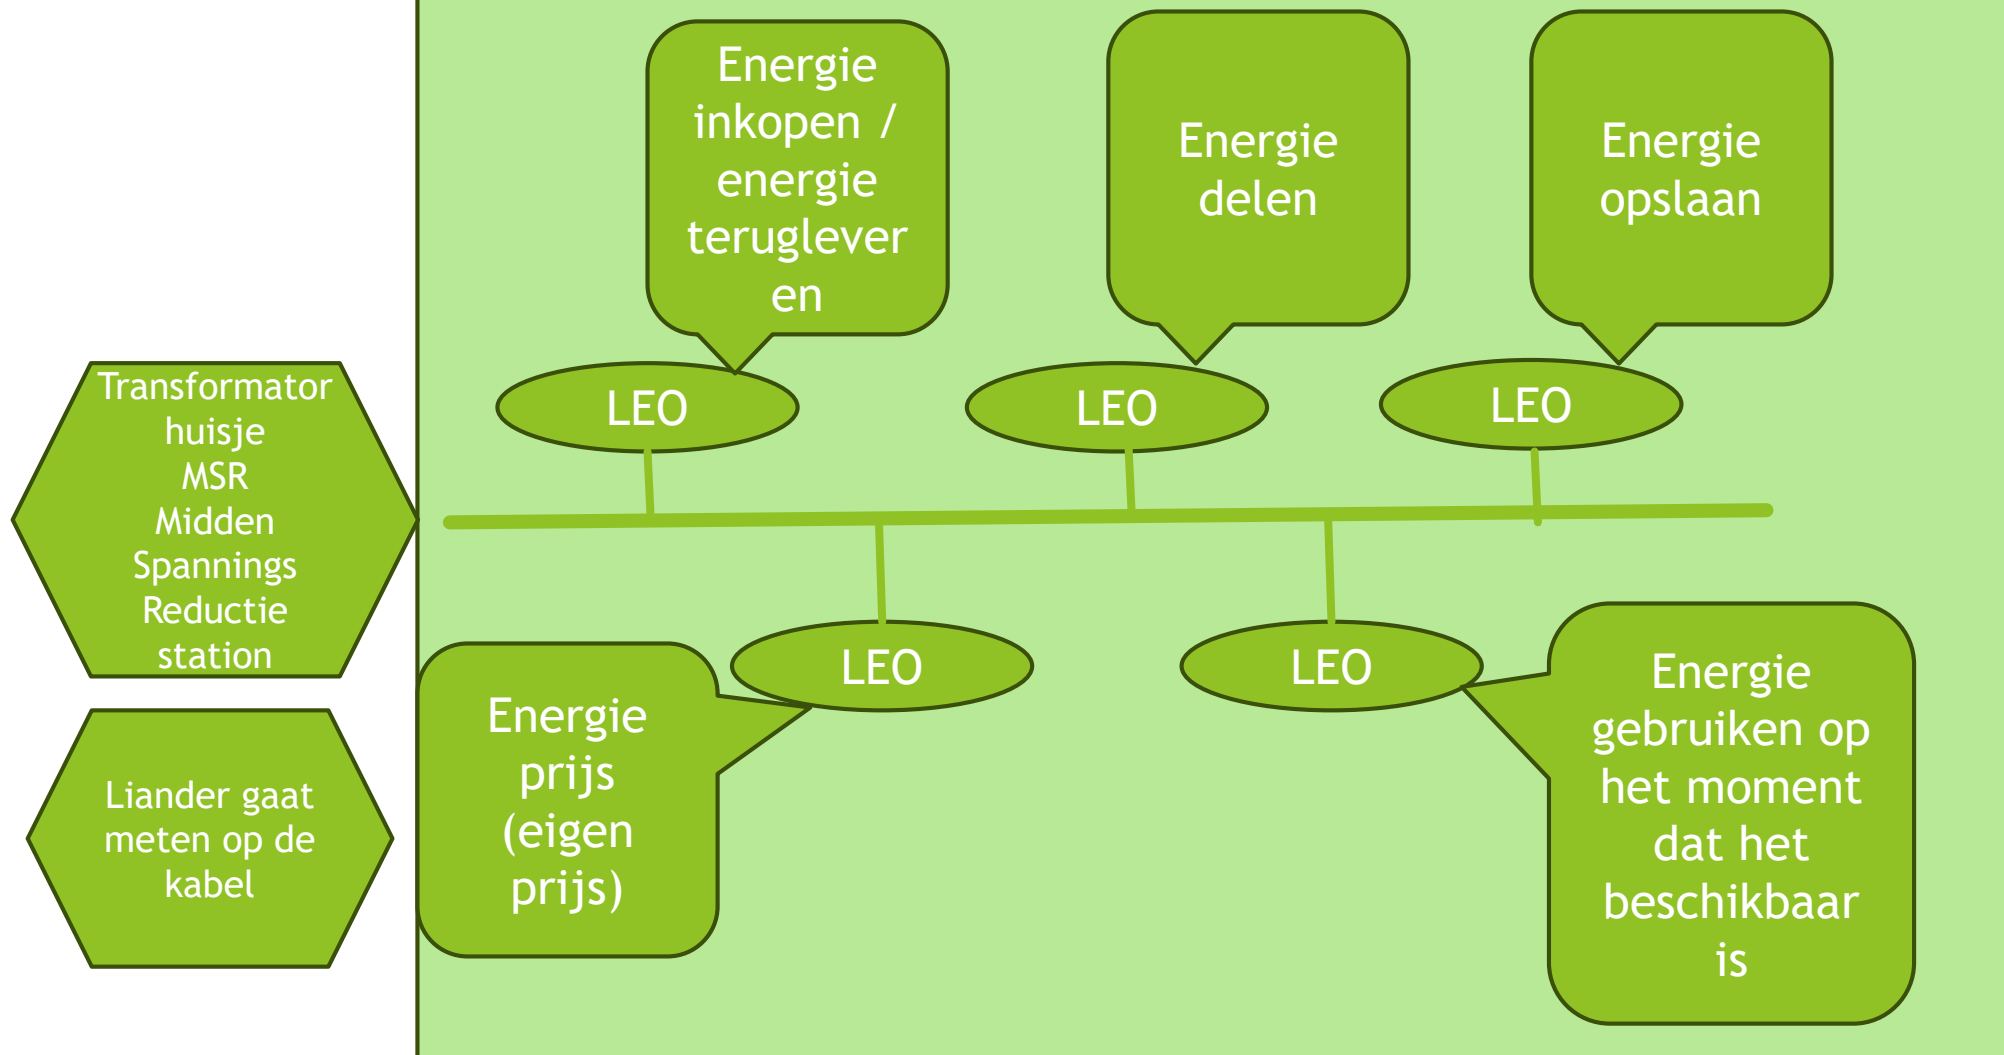 Energie
inkopen /
energie
teruglever
en
Energie
delen
Energie
opslaan
LEO
LEO
LEO
Transformator
huisje
MSR
Midden
Spannings
Reductie
station
LEO
LEO
Energie
prijs
(eigen
prijs)
Energie
gebruiken op
het moment
dat het
beschikbaar
is
Liander gaat
meten op de
kabel